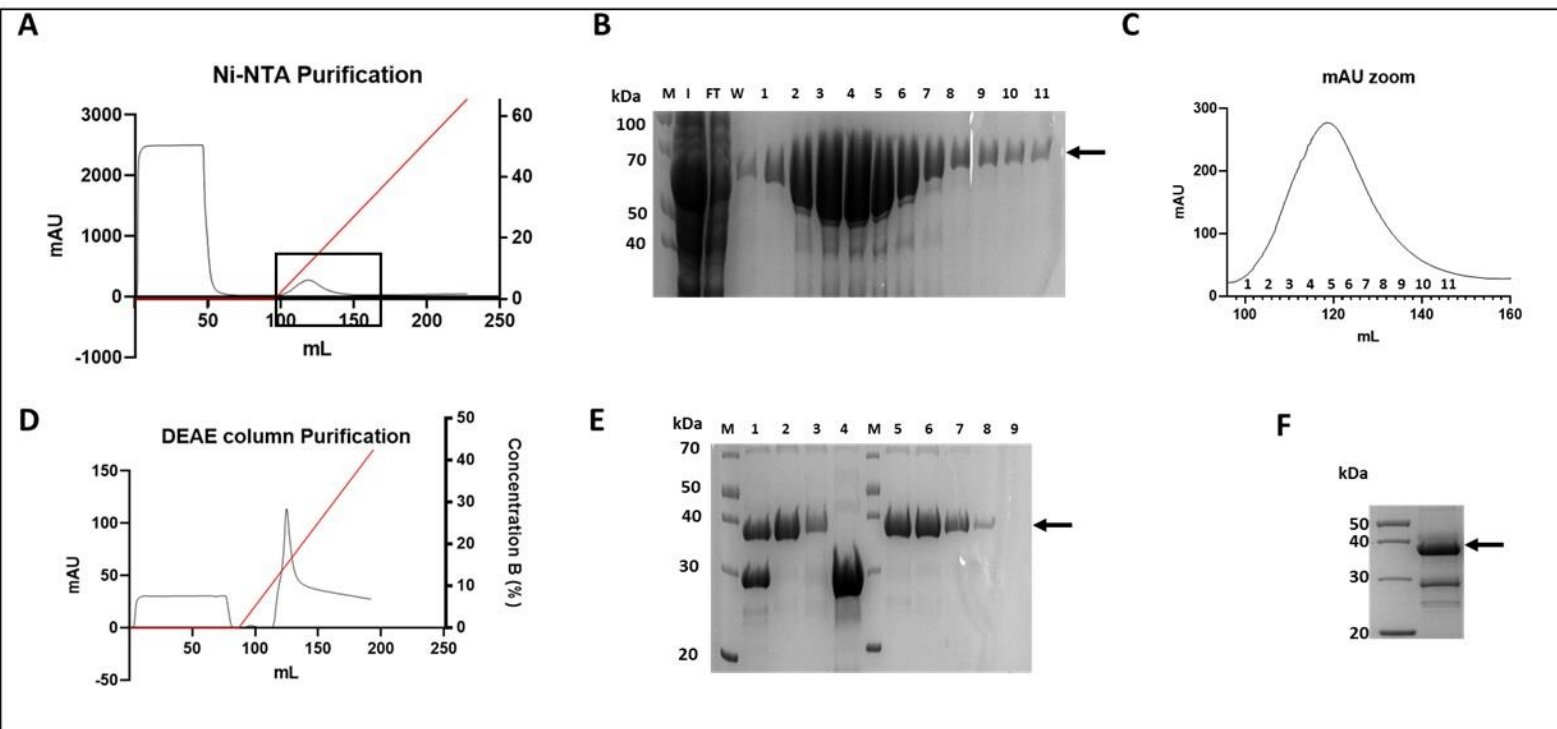 A
Ni-NTA Purification
3000
2000
1000
0
-1000
mAU
50
100
150
200
250
mL
60
40
20
0
B
kDa
M I FT W 1 2 3 4 5 6 7 8 9 10 11
100
70
50
40
C
mAU zoom
300
200
100
0
mAU
1 2 3 4 5 6 7 8 9 10 11
100 120 140 160
mL
D
DEAE column Purification
150
100
50
0
-50
mAU
50 100 150 200 250
mL
50
40
30
20
10
0
Concentration B (%)
E
kDa
M 1 2 3 4 M 5 6 7 8 9
70
50
40
30
20
F
kDa
50
40
30
20